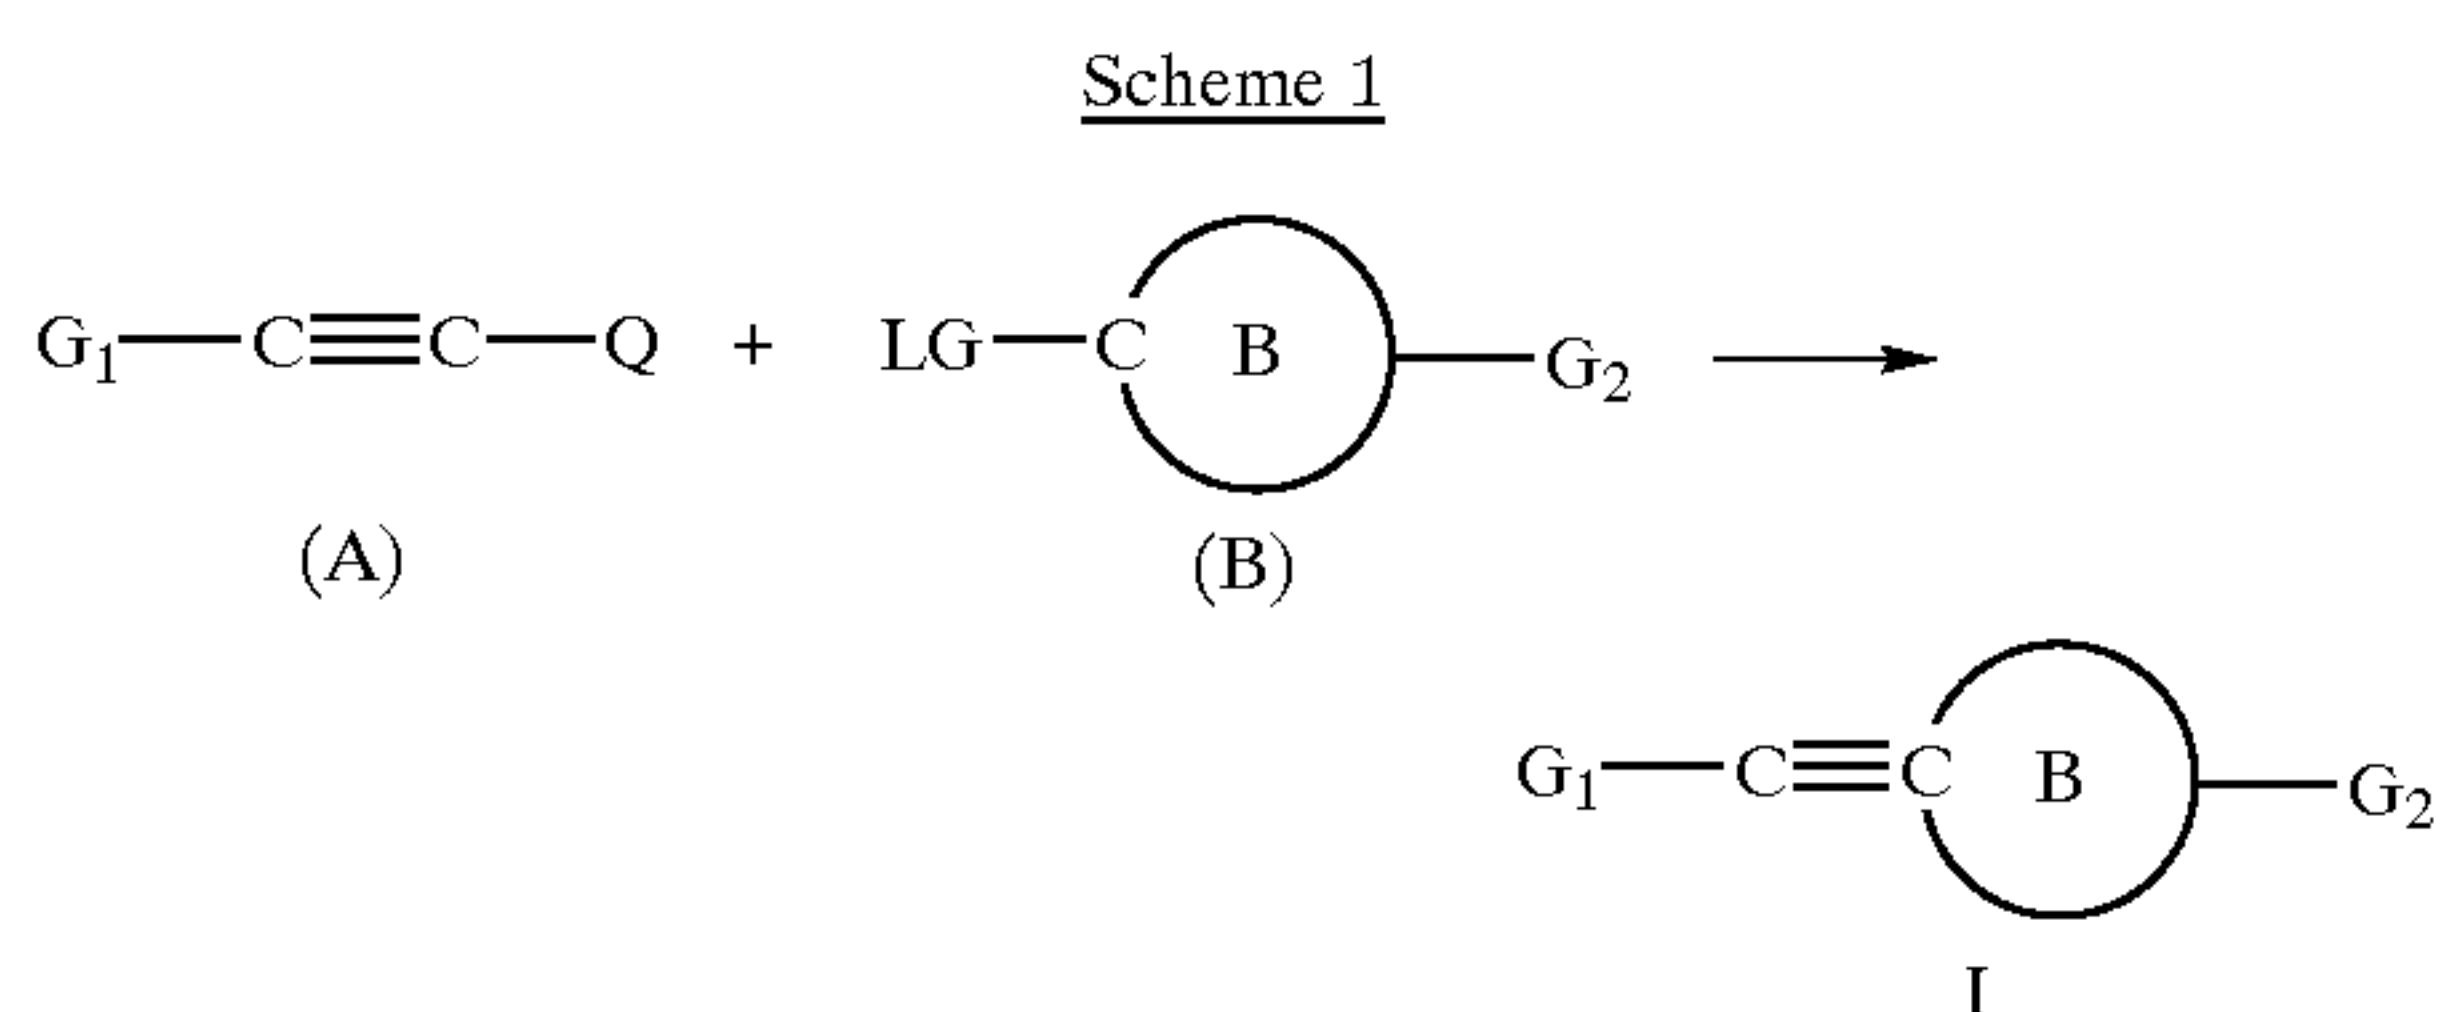 Scheme 1
G₁—C≡C—Q + LG—C B —G₂ →
(A) (B)
G₁—C≡C B —G₂
I